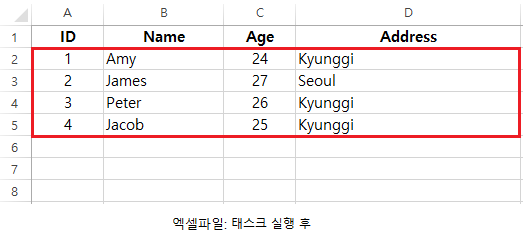 A B C D
1 ID Name Age Address
2 1 Amy 24 Kyunggi
3 2 James 27 Seoul
4 3 Peter 26 Kyunggi
5 4 Jacob 25 Kyunggi
6
7
8
엑셀파일: 태스크 실행 후